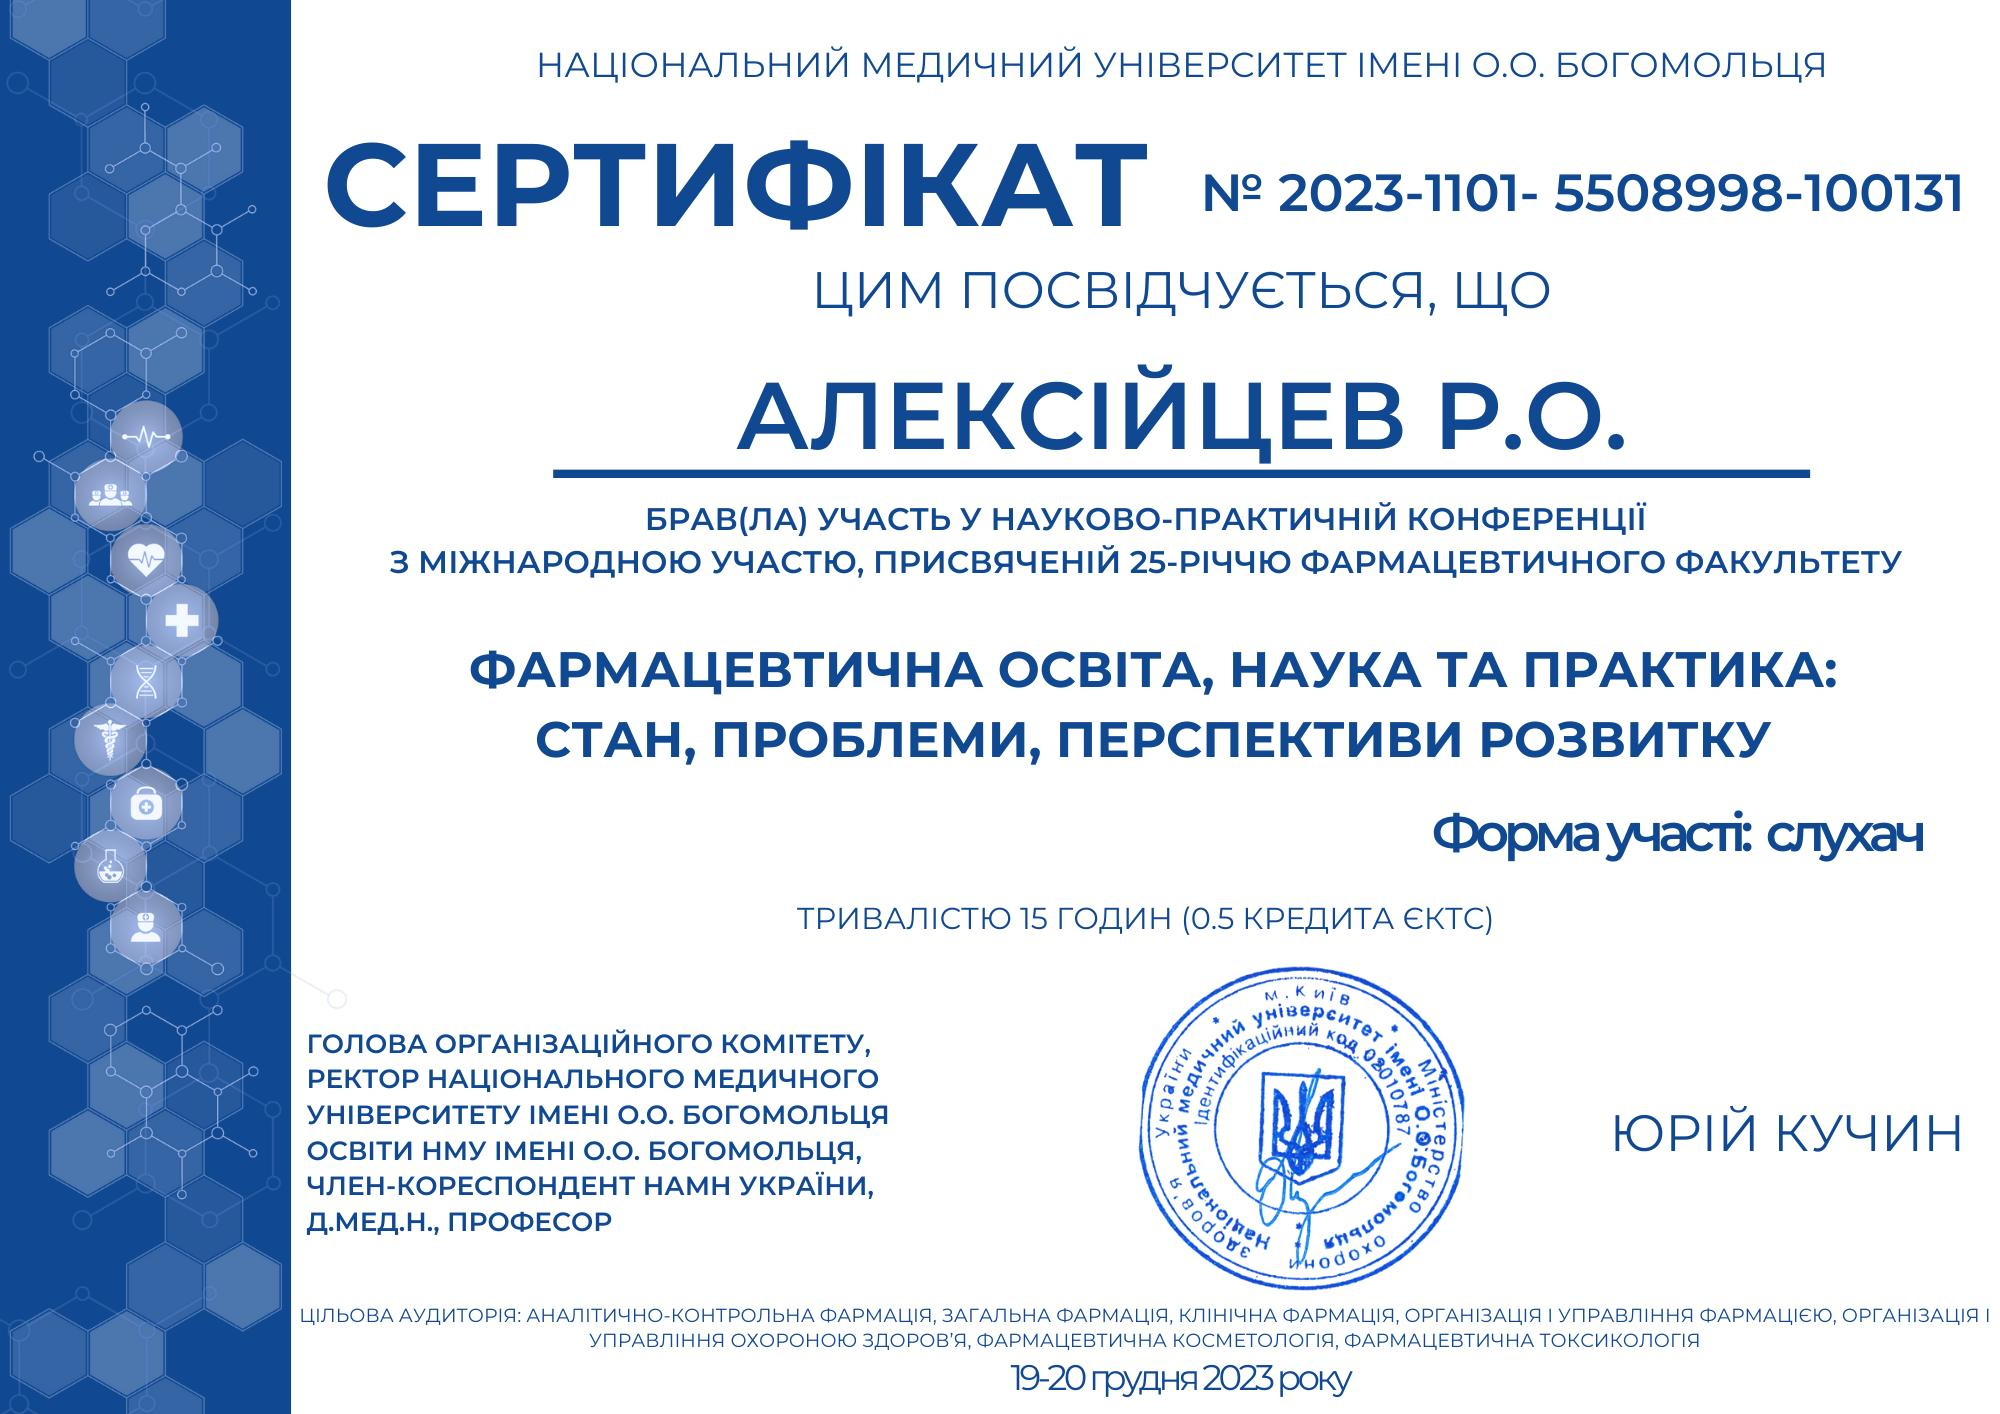 НАЦІОНАЛЬНИЙ МЕДИЧНИЙ УНІВЕРСИТЕТ ІМЕНІ О.О. БОГОМОЛЬЦЯ
СЕРТИФІКАТ № 2023-1101- 5508998-100131
ЦИМ ПОСВІДЧУЄТЬСЯ, ЩО
АЛЕКСІЙЦЕВ Р.О.
БРАВ(ЛА) УЧАСТЬ У НАУКОВО-ПРАКТИЧНІЙ КОНФЕРЕНЦІЇ
З МІЖНАРОДНОЮ УЧАСТЮ, ПРИСВЯЧЕНІЙ 25-РІЧЧЮ ФАРМАЦЕВТИЧНОГО ФАКУЛЬТЕТУ
ФАРМАЦЕВТИЧНА ОСВІТА, НАУКА ТА ПРАКТИКА:
СТАН, ПРОБЛЕМИ, ПЕРСПЕКТИВИ РОЗВИТКУ
Форма участі: слухач
ТРИВАЛІСТЮ 15 ГОДИН (0.5 КРЕДИТА ЄКТС)
ГОЛОВА ОРГАНІЗАЦІЙНОГО КОМІТЕТУ,
РЕКТОР НАЦІОНАЛЬНОГО МЕДИЧНОГО
УНІВЕРСИТЕТУ ІМЕНІ О.О. БОГОМОЛЬЦЯ
ОСВІТИ НМУ ІМЕНІ О.О. БОГОМОЛЬЦЯ,
ЧЛЕН-КОРЕСПОНДЕНТ НАМН УКРАЇНИ,
Д.МЕД.Н., ПРОФЕСОР
м. Київ
Міністерство охорони здоров'я України
Національний медичний університет імені О.О.Богомольця
Ідентифікаційний код 02010787
ЮРІЙ КУЧИН
ЦІЛЬОВА АУДИТОРІЯ: АНАЛІТИЧНО-КОНТРОЛЬНА ФАРМАЦІЯ, ЗАГАЛЬНА ФАРМАЦІЯ, КЛІНІЧНА ФАРМАЦІЯ, ОРГАНІЗАЦІЯ І УПРАВЛІННЯ ФАРМАЦІЄЮ, ОРГАНІЗАЦІЯ І
УПРАВЛІННЯ ОХОРОНОЮ ЗДОРОВ'Я, ФАРМАЦЕВТИЧНА КОСМЕТОЛОГІЯ, ФАРМАЦЕВТИЧНА ТОКСИКОЛОГІЯ
19-20 грудня 2023 року